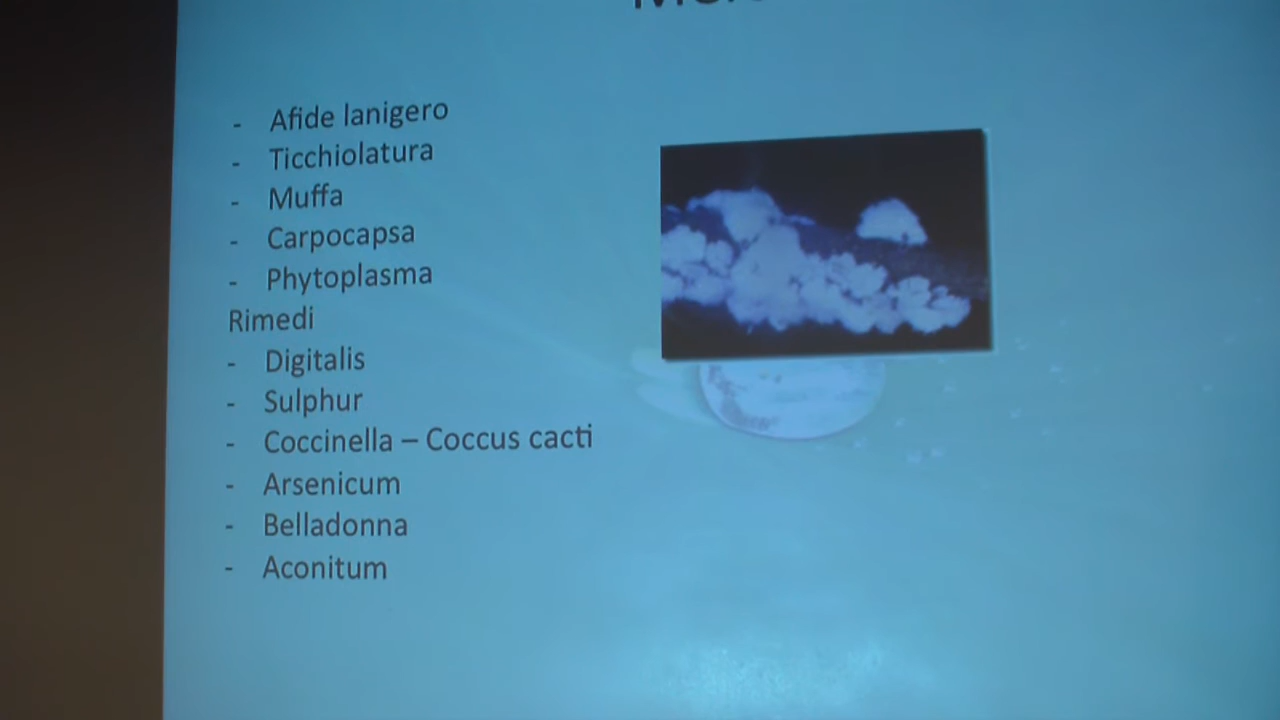 - Afide lanigero
- Ticchiolatura
- Muffa
- Carpocapsa
- Phytoplasma
Rimedi
- Digitalis
- Sulphur
- Coccinella – Coccus cacti
- Arsenicum
- Belladonna
- Aconitum